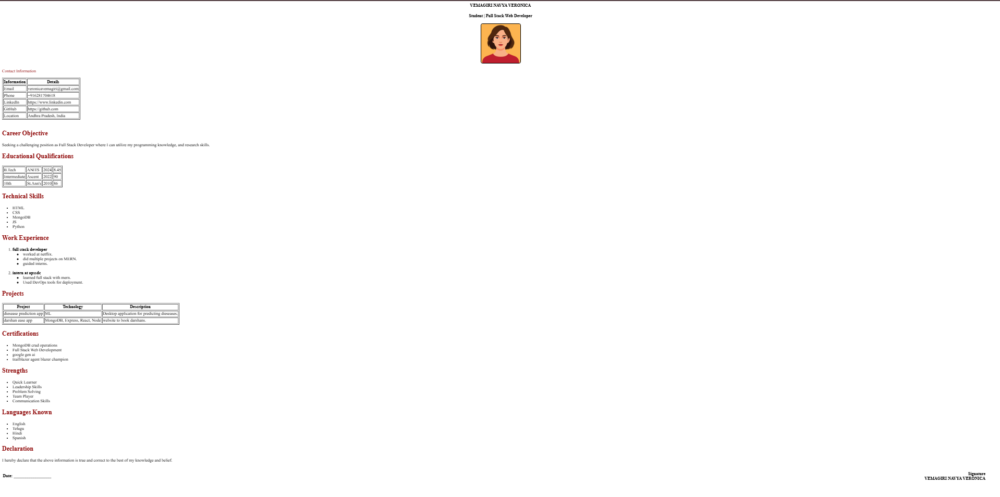 VEMAGIRI NAVYA VERONICA
Student | Full Stack Web Developer
Contact Information
Information Details
Email veronicavemagiri@gmail.com
Phone +916281704618
LinkedIn https://www.linkedin.com
GitHub https://github.com
Location Andhra Pradesh, India
Career Objective
Seeking a challenging position as Full Stack Developer where I can utilize my programming knowledge, and research skills.
Educational Qualifications
B.Tech ANITS 2024 8.45
Intermediate Ascent 2022 90
10th St.Ann's 2010 86
Technical Skills
• HTML
• CSS
• MongoDB
• JS
• Python
Work Experience
1. full stack developer
• worked at netflix.
• did multiple projects on MERN.
• guided interns.
2. intern at apssdc
• learned full stack with mern.
• Used DevOps tools for deployment.
Projects
Project Technology Description
diesease prediction app ML Desktop application for predicting dieseases.
darshan ease app MongoDB, Express, React, Node website to book darshans.
Certifications
• MongoDB crud operations
• Full Stack Web Development
• google gen ai
• trailblazer agent blazer champion
Strengths
• Quick Learner
• Leadership Skills
• Problem Solving
• Team Player
• Communication Skills
Languages Known
• English
• Telugu
• Hindi
• Spanish
Declaration
I hereby declare that the above information is true and correct to the best of my knowledge and belief.
Date: __________________
Signature
VEMAGIRI NAVYA VERONICA